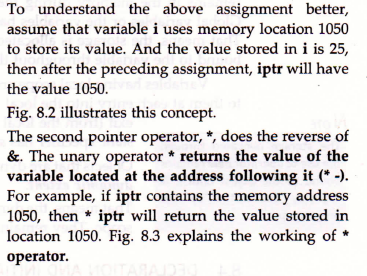 To understand the above assignment better,
assume that variable i uses memory location 1050
to store its value. And the value stored in i is 25,
then after the preceding assignment, iptr will have
the value 1050.
Fig. 8.2 illustrates this concept.
The second pointer operator, *, does the reverse of
&. The unary operator * returns the value of the
variable located at the address following it (* -).
For example, if iptr contains the memory address
1050, then * iptr will return the value stored in
location 1050. Fig. 8.3 explains the working of *
operator.